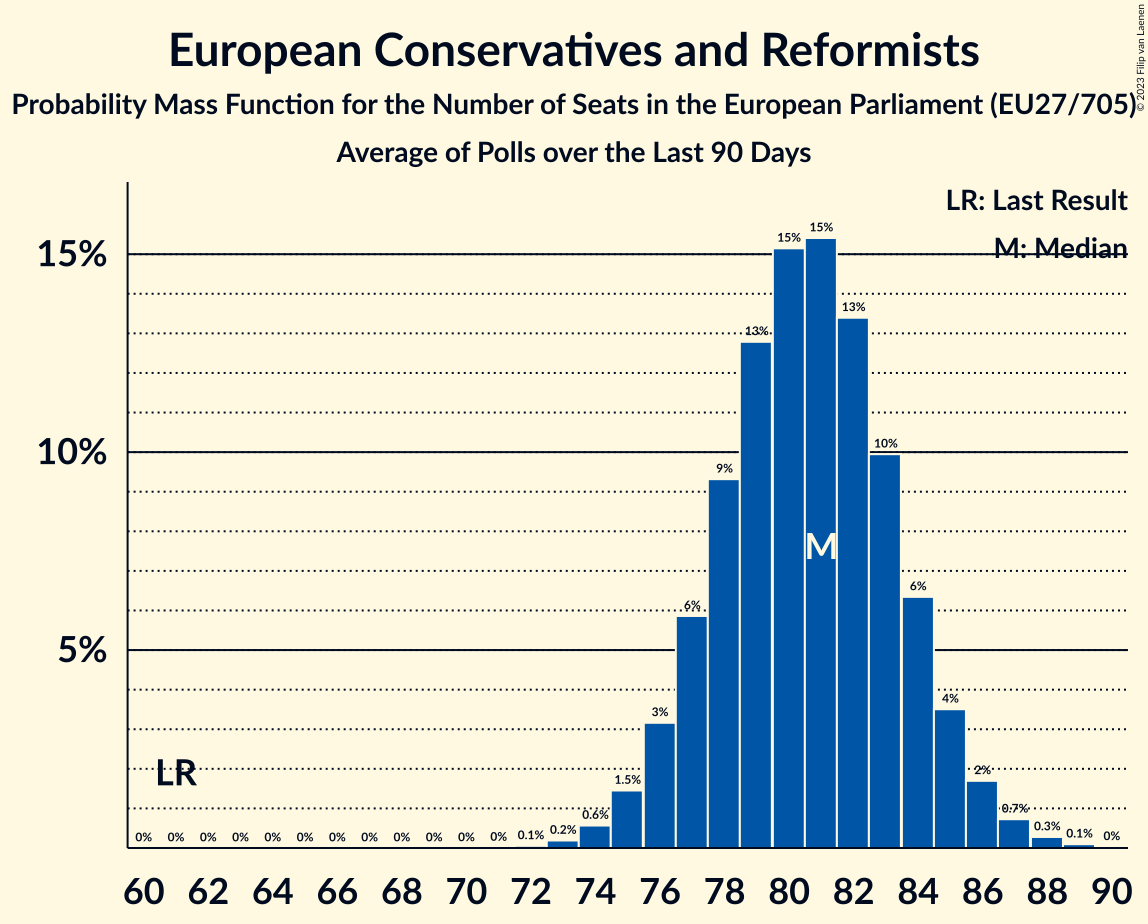 European Conservatives and Reformists
Probability Mass Function for the Number of Seats in the European Parliament (EU27/705)
Average of Polls over the Last 90 Days
© 2023 Filip van Laenen
LR: Last Result
M: Median
15%
10%
5%
0% 0% 0% 0% 0% 0% 0% 0% 0% 0% 0% 0% 0.1% 0.2% 0.6% 1.5% 3% 6% 9% 13% 15% 15% 13% 10% 6% 4% 2% 0.7% 0.3% 0.1% 0%
M
LR
60 62 64 66 68 70 72 74 76 78 80 82 84 86 88 90